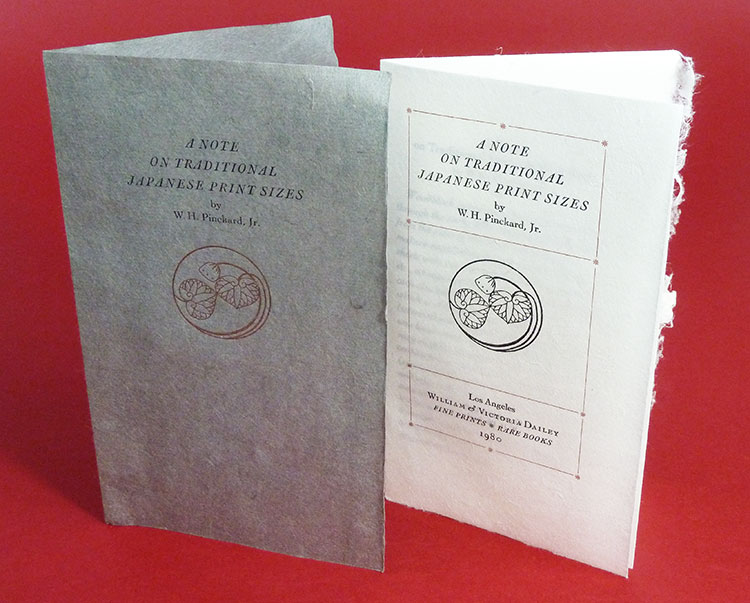 A NOTE
ON TRADITIONAL
JAPANESE PRINT SIZES
by
W. H. Pinckard, Jr.
A NOTE
ON TRADITIONAL
JAPANESE PRINT SIZES
by
W. H. Pinckard, Jr.
Los Angeles
WILLIAM & VICTORIA DAILEY
FINE PRINTS * RARE BOOKS
1980